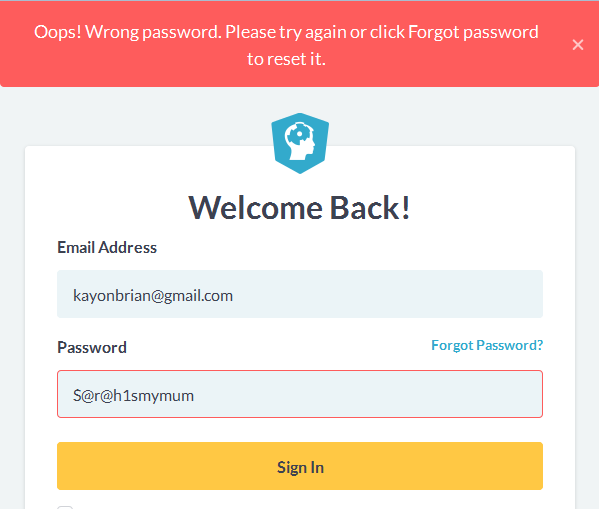 Oops! Wrong password. Please try again or click Forgot password
to reset it.
×
Welcome Back!
Email Address
kayonbrian@gmail.com
Password
Forgot Password?
S@r@h1smymum
Sign In